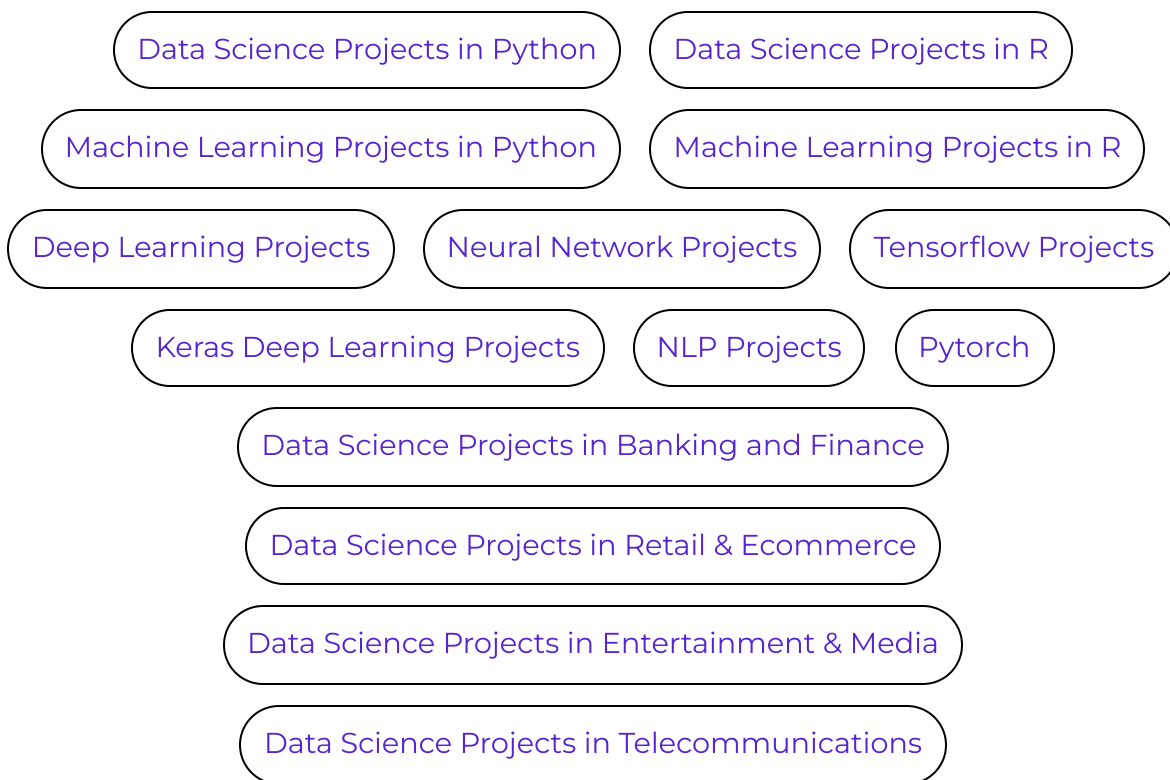 Data Science Projects in Python
Data Science Projects in R
Machine Learning Projects in Python
Machine Learning Projects in R
Deep Learning Projects
Neural Network Projects
Tensorflow Projects
Keras Deep Learning Projects
NLP Projects
Pytorch
Data Science Projects in Banking and Finance
Data Science Projects in Retail & Ecommerce
Data Science Projects in Entertainment & Media
Data Science Projects in Telecommunications